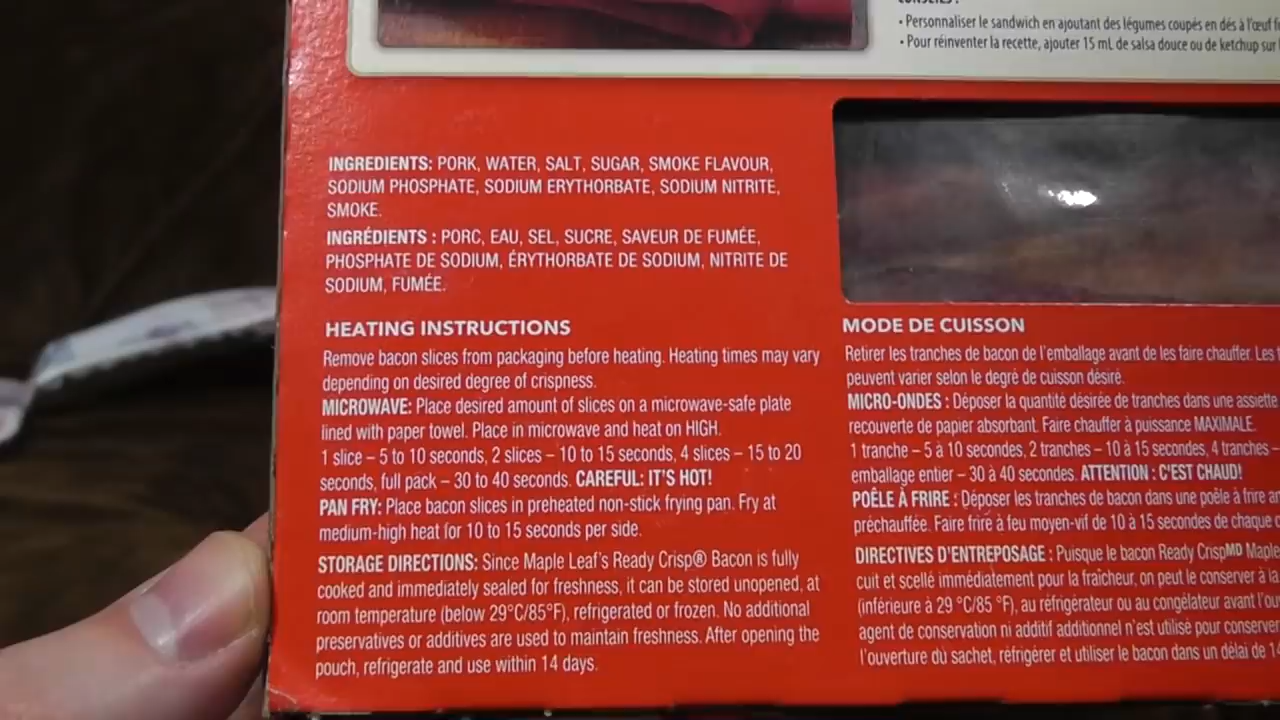 CONSEILS :
• Personnaliser le sandwich en ajoutant des légumes coupés en dés à l'œuf
• Pour réinventer la recette, ajouter 15 mL de salsa douce ou de ketchup sur
INGREDIENTS: PORK, WATER, SALT, SUGAR, SMOKE FLAVOUR,
SODIUM PHOSPHATE, SODIUM ERYTHORBATE, SODIUM NITRITE,
SMOKE.
INGRÉDIENTS : PORC, EAU, SEL, SUCRE, SAVEUR DE FUMÉE,
PHOSPHATE DE SODIUM, ÉRYTHORBATE DE SODIUM, NITRITE DE
SODIUM, FUMÉE.
HEATING INSTRUCTIONS
Remove bacon slices from packaging before heating. Heating times may vary
depending on desired degree of crispness.
MICROWAVE: Place desired amount of slices on a microwave-safe plate
lined with paper towel. Place in microwave and heat on HIGH.
1 slice – 5 to 10 seconds, 2 slices – 10 to 15 seconds, 4 slices – 15 to 20
seconds, full pack – 30 to 40 seconds. CAREFUL: IT'S HOT!
PAN FRY: Place bacon slices in preheated non-stick frying pan. Fry at
medium-high heat for 10 to 15 seconds per side.
STORAGE DIRECTIONS: Since Maple Leaf's Ready Crisp® Bacon is fully
cooked and immediately sealed for freshness, it can be stored unopened, at
room temperature (below 29°C/85°F), refrigerated or frozen. No additional
preservatives or additives are used to maintain freshness. After opening the
pouch, refrigerate and use within 14 days.
MODE DE CUISSON
Retirer les tranches de bacon de l'emballage avant de les faire chauffer. Les
peuvent varier selon le degré de cuisson désiré.
MICRO-ONDES : Déposer la quantité désirée de tranches dans une assiette
recouverte de papier absorbant. Faire chauffer à puissance MAXIMALE.
1 tranche – 5 à 10 secondes, 2 tranches – 10 à 15 secondes, 4 tranches –
emballage entier – 30 à 40 secondes. ATTENTION : C'EST CHAUD!
POÊLE À FRIRE : Déposer les tranches de bacon dans une poêle à frire
préchauffée. Faire frire à feu moyen-vif de 10 à 15 secondes de chaque
DIRECTIVES D'ENTREPOSAGE : Puisque le bacon Ready CrispMD Maple
cuit et scellé immédiatement pour la fraîcheur, on peut le conserver à la
(inférieure à 29 °C/85 °F), au réfrigérateur ou au congélateur avant
agent de conservation ni additif additionnel n'est utilisé pour conserver
l'ouverture du sachet, réfrigérer et utiliser le bacon dans un délai de 14